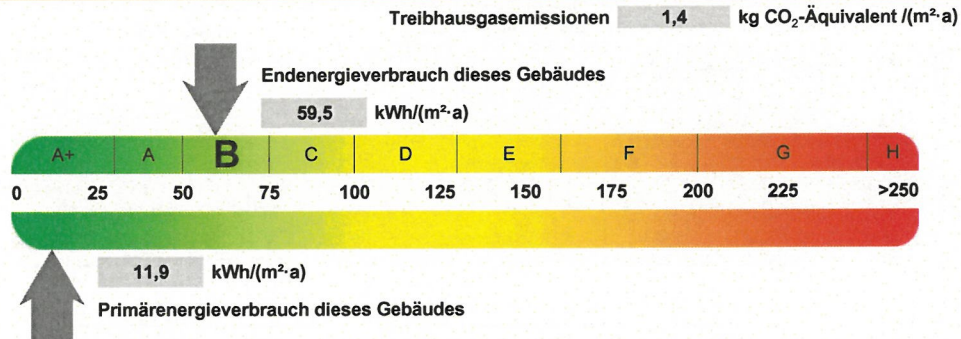 Treibhausgasemissionen 1,4 kg CO₂-Äquivalent /(m²·a)
Endenergieverbrauch dieses Gebäudes
59,5 kWh/(m²·a)
A+ A B C D E F G H
0 25 50 75 100 125 150 175 200 225 >250
11,9 kWh/(m²·a)
Primärenergieverbrauch dieses Gebäudes